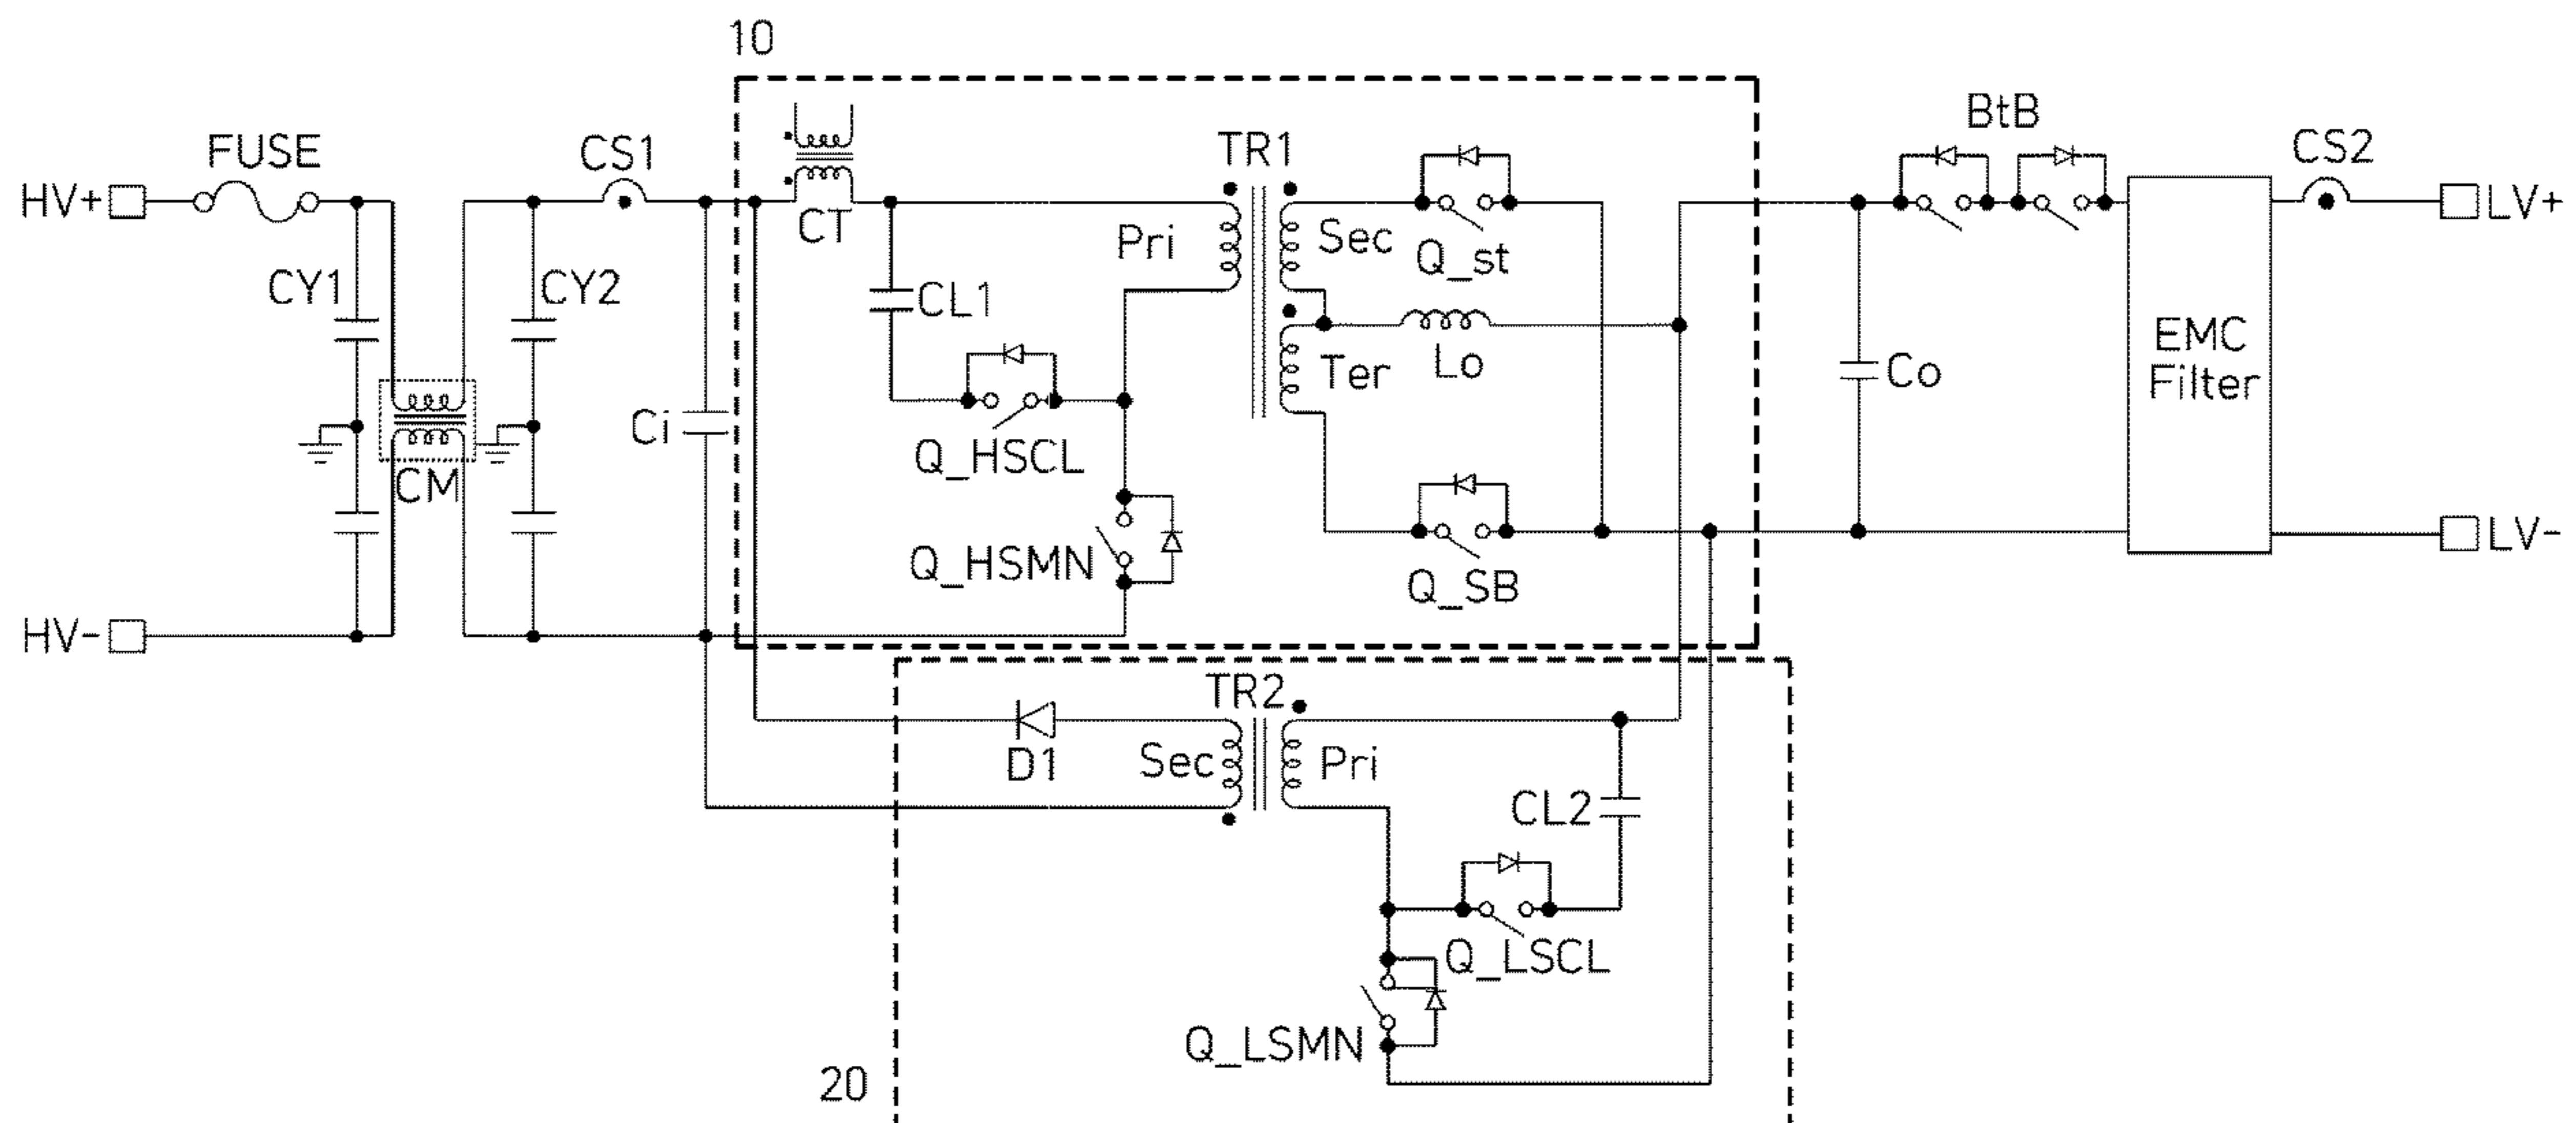 10
BtB
FUSE
CS1
TR1
CS2
HV+
LV+
CT
Pri
Sec
Q_st
CY1
CY2
CL1
EMC
Filter
Ter
Lo
Co
Ci
Q_HSCL
CM
Q_HSMN
Q_SB
LV-
HV-
TR2
D1
Sec
Pri
CL2
Q_LSCL
Q_LSMN
20